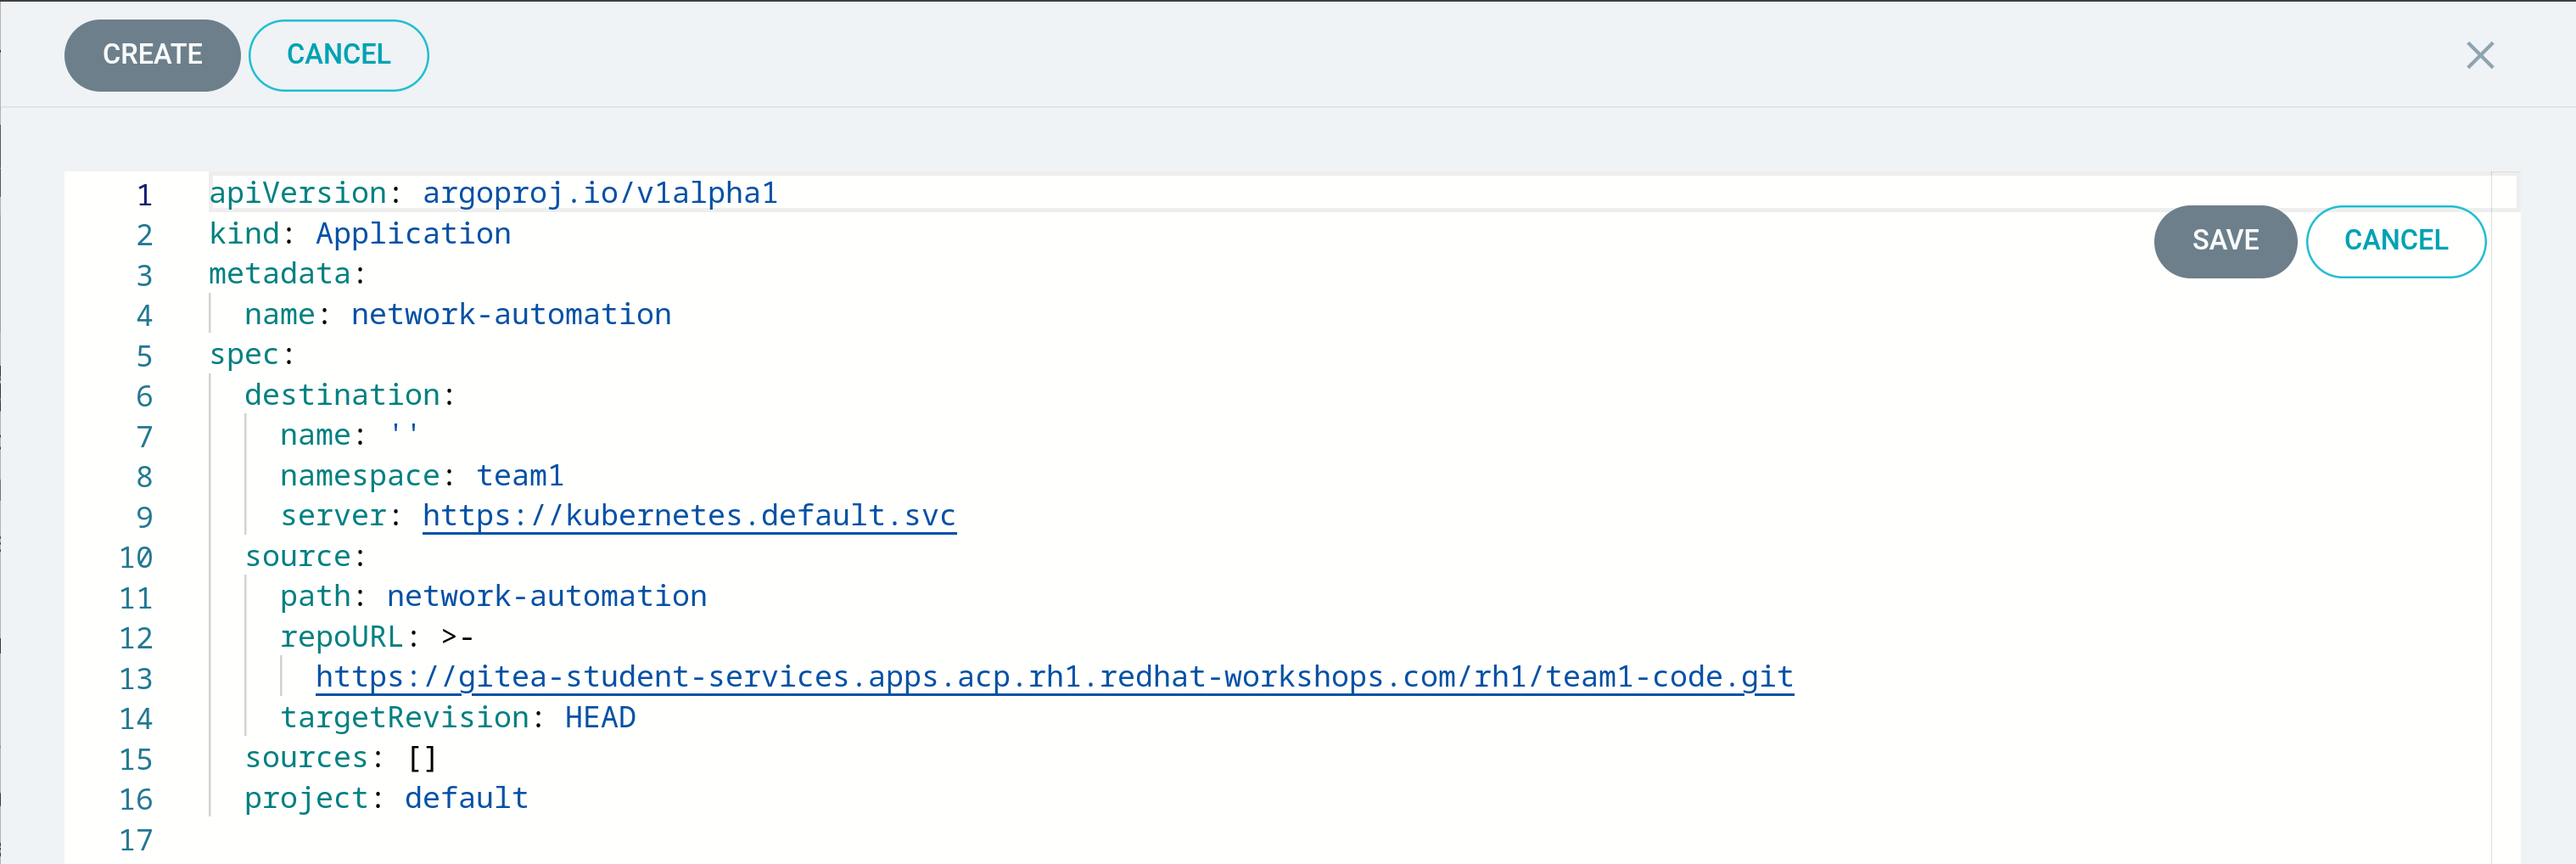 CREATE CANCEL
1 apiVersion: argoproj.io/v1alpha1
2 kind: Application
SAVE CANCEL
3 metadata:
4   name: network-automation
5 spec:
6   destination:
7     name: ''
8     namespace: team1
9     server: https://kubernetes.default.svc
10   source:
11     path: network-automation
12     repoURL: >-
13       https://gitea-student-services.apps.acp.rh1.redhat-workshops.com/rh1/team1-code.git
14     targetRevision: HEAD
15   sources: []
16   project: default
17